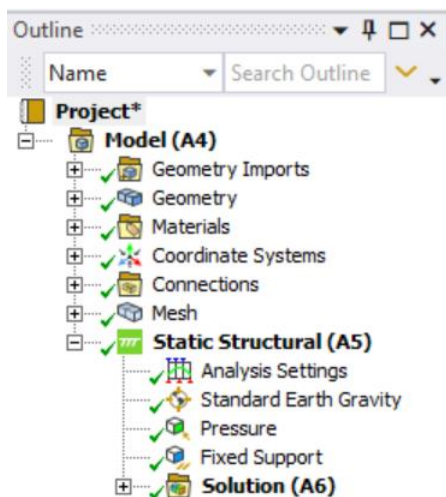 Outline
Name Search Outline
Project*
Model (A4)
Geometry Imports
Geometry
Materials
Coordinate Systems
Connections
Mesh
Static Structural (A5)
Analysis Settings
Standard Earth Gravity
Pressure
Fixed Support
Solution (A6)